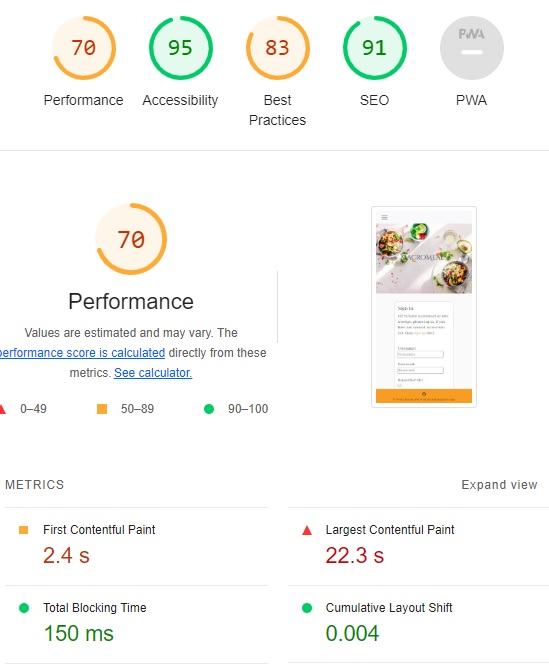 70
95
83
91
PWA
Performance
Accessibility
Best
Practices
SEO
PWA
70
Performance
Values are estimated and may vary. The
performance score is calculated directly from these
metrics. See calculator.
0–49
50–89
90–100
Sign In
METRICS
Expand view
First Contentful Paint
2.4 s
Largest Contentful Paint
22.3 s
Total Blocking Time
150 ms
Cumulative Layout Shift
0.004